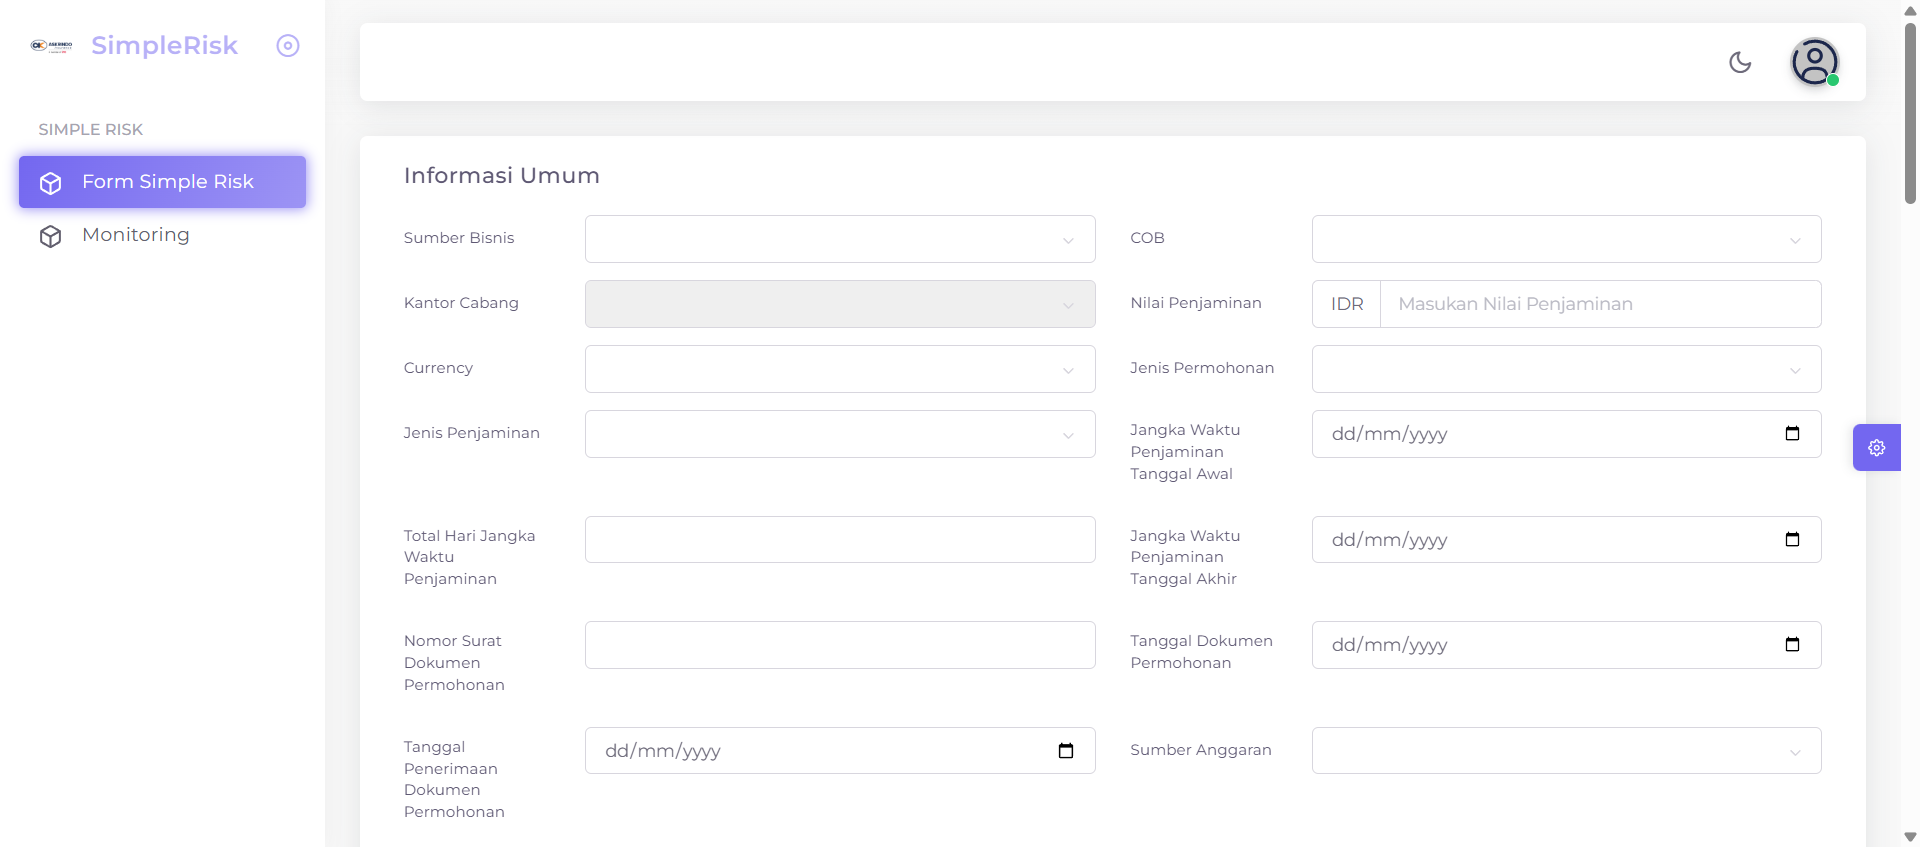 ASKRINDO
SimpleRisk
SIMPLE RISK
Form Simple Risk
Monitoring
Informasi Umum
Sumber Bisnis
COB
Kantor Cabang
Nilai Penjaminan
IDR
Masukan Nilai Penjaminan
Currency
Jenis Permohonan
Jenis Penjaminan
Jangka Waktu
Penjaminan
Tanggal Awal
dd/mm/yyyy
Total Hari Jangka
Waktu
Penjaminan
Jangka Waktu
Penjaminan
Tanggal Akhir
dd/mm/yyyy
Nomor Surat
Dokumen
Permohonan
Tanggal Dokumen
Permohonan
dd/mm/yyyy
Tanggal
Penerimaan
Dokumen
Permohonan
dd/mm/yyyy
Sumber Anggaran